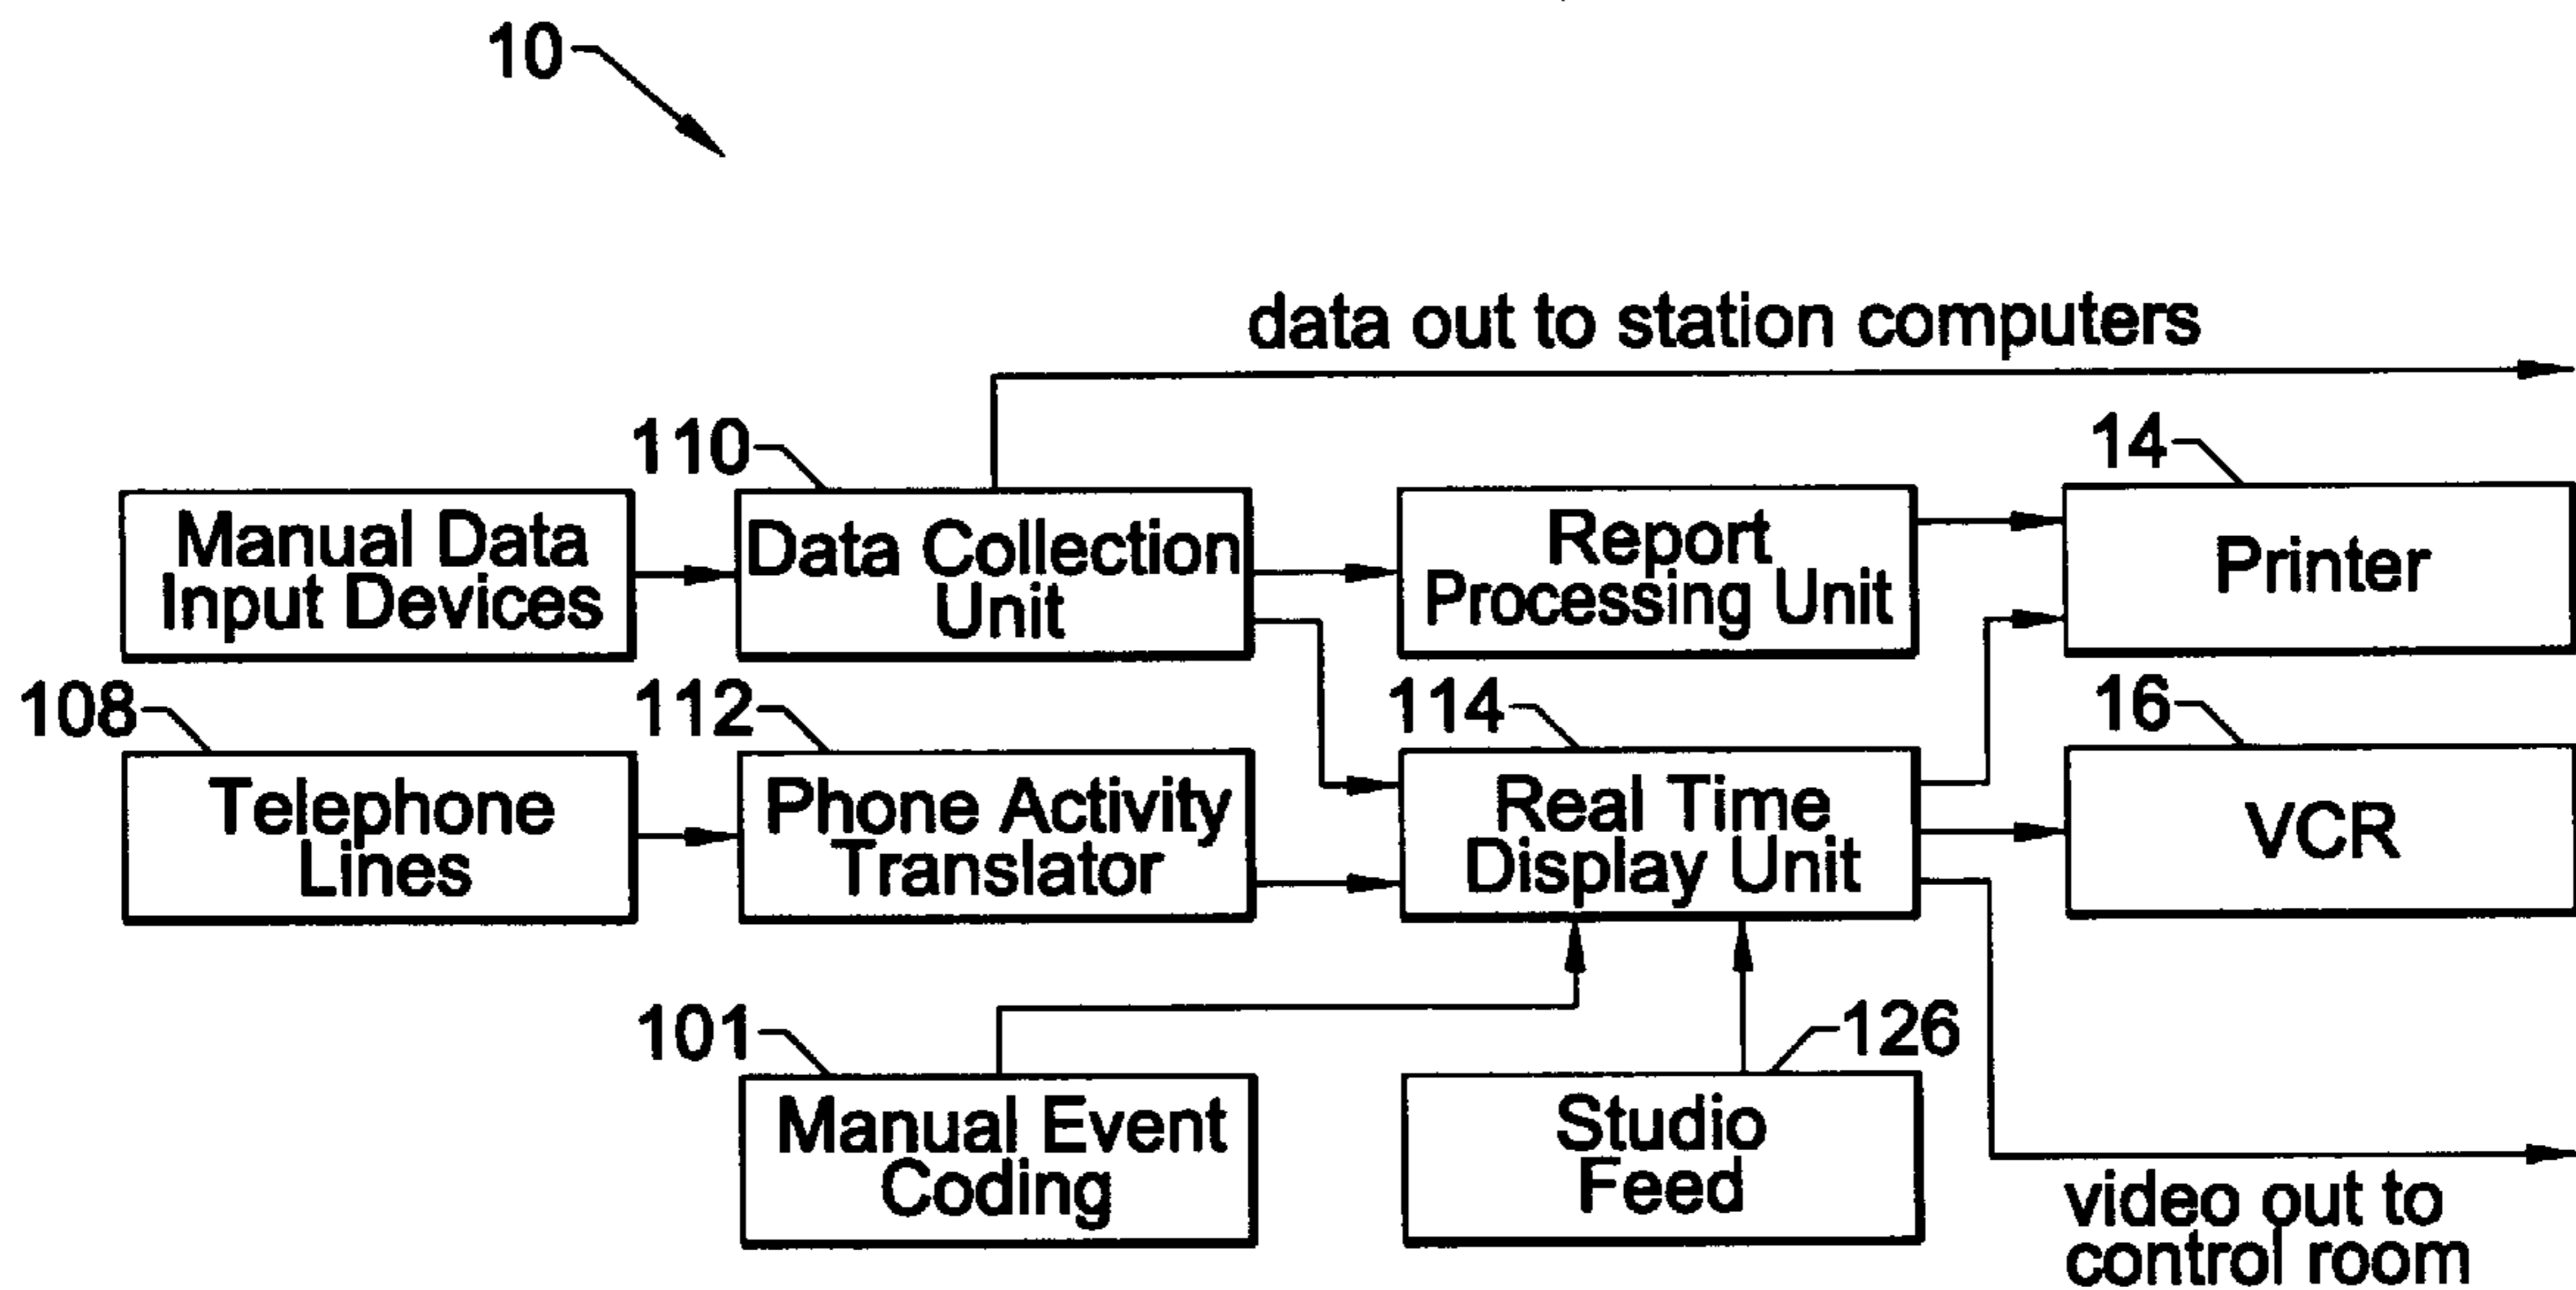 10
data out to station computers
110
14
Manual Data
Input Devices
Data Collection
Unit
Report
Processing Unit
Printer
108
112
114
16
Telephone
Lines
Phone Activity
Translator
Real Time
Display Unit
VCR
101
126
Manual Event
Coding
Studio
Feed
video out to
control room